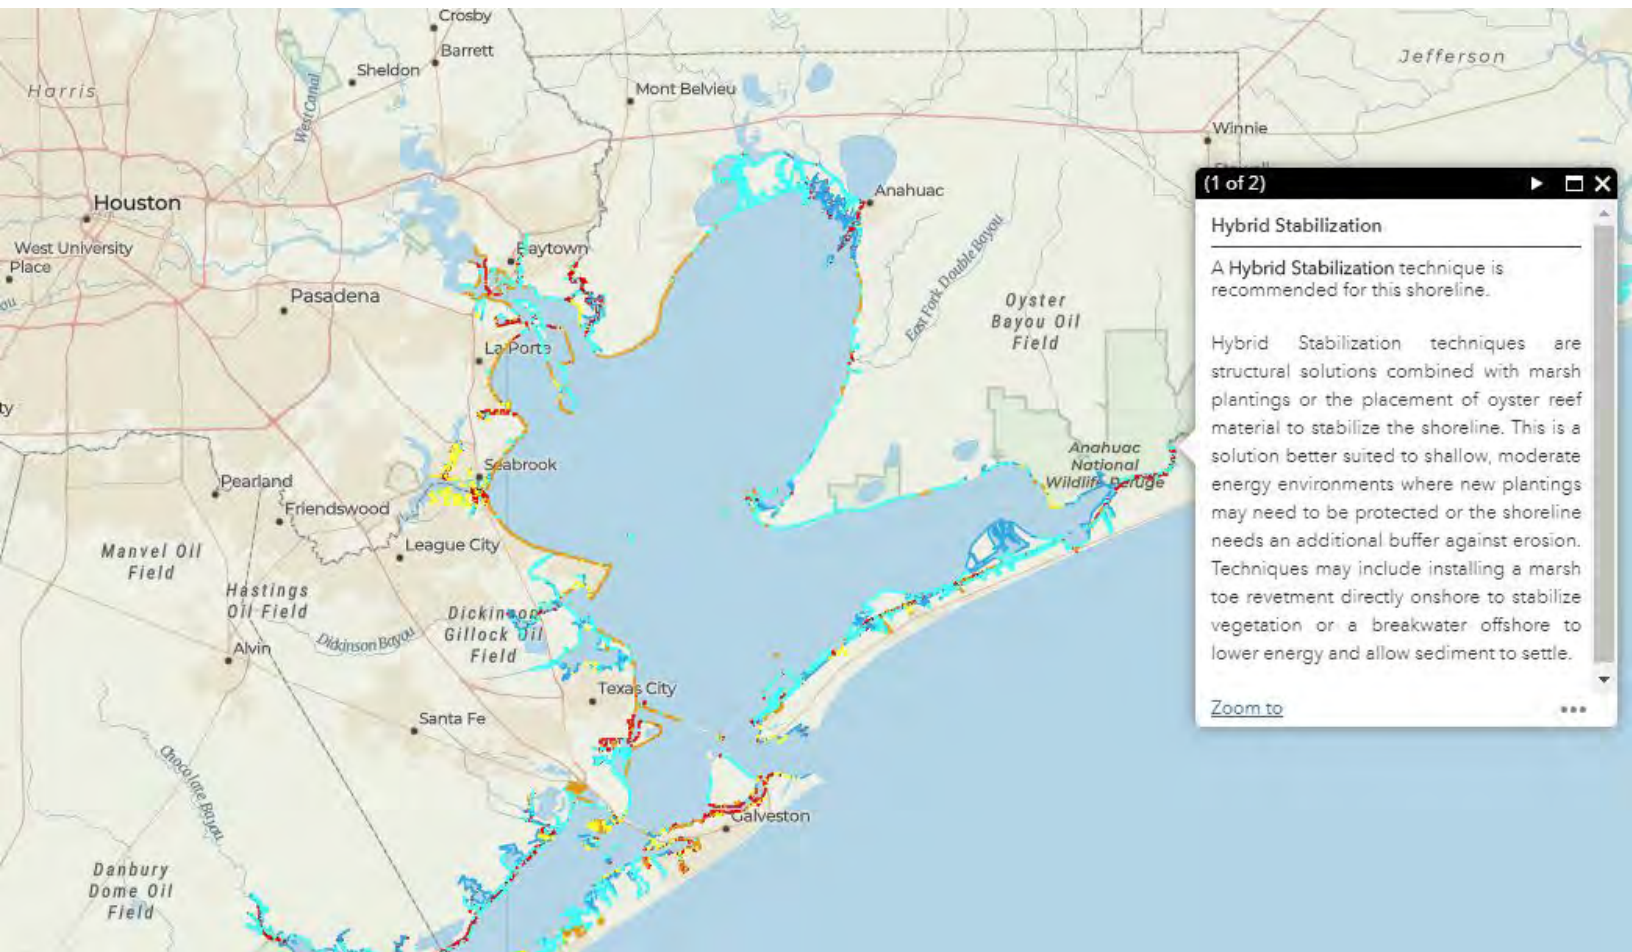 Crosby
Barrett
Sheldon
Harris
West Canal
Mont Belvieu
Jefferson
Winnie
Houston
Anahuac
West University
Place
Baytown
Pasadena
East Fork Double Bayou
Oyster
Bayou Oil
Field
La Porte
ty
Seabrook
Pearland
Friendswood
Anahuac
National
Wildlife Refuge
League City
Manvel Oil
Field
Hastings
Oil Field
Dickinson
Gillock Oil
Field
Dickinson Bayou
Alvin
Texas City
Santa Fe
Chocolate Bayou
Galveston
Danbury
Dome Oil
Field
(1 of 2)
Hybrid Stabilization
A Hybrid Stabilization technique is
recommended for this shoreline.
Hybrid Stabilization techniques are
structural solutions combined with marsh
plantings or the placement of oyster reef
material to stabilize the shoreline. This is a
solution better suited to shallow, moderate
energy environments where new plantings
may need to be protected or the shoreline
needs an additional buffer against erosion.
Techniques may include installing a marsh
toe revetment directly onshore to stabilize
vegetation or a breakwater offshore to
lower energy and allow sediment to settle.
Zoom to